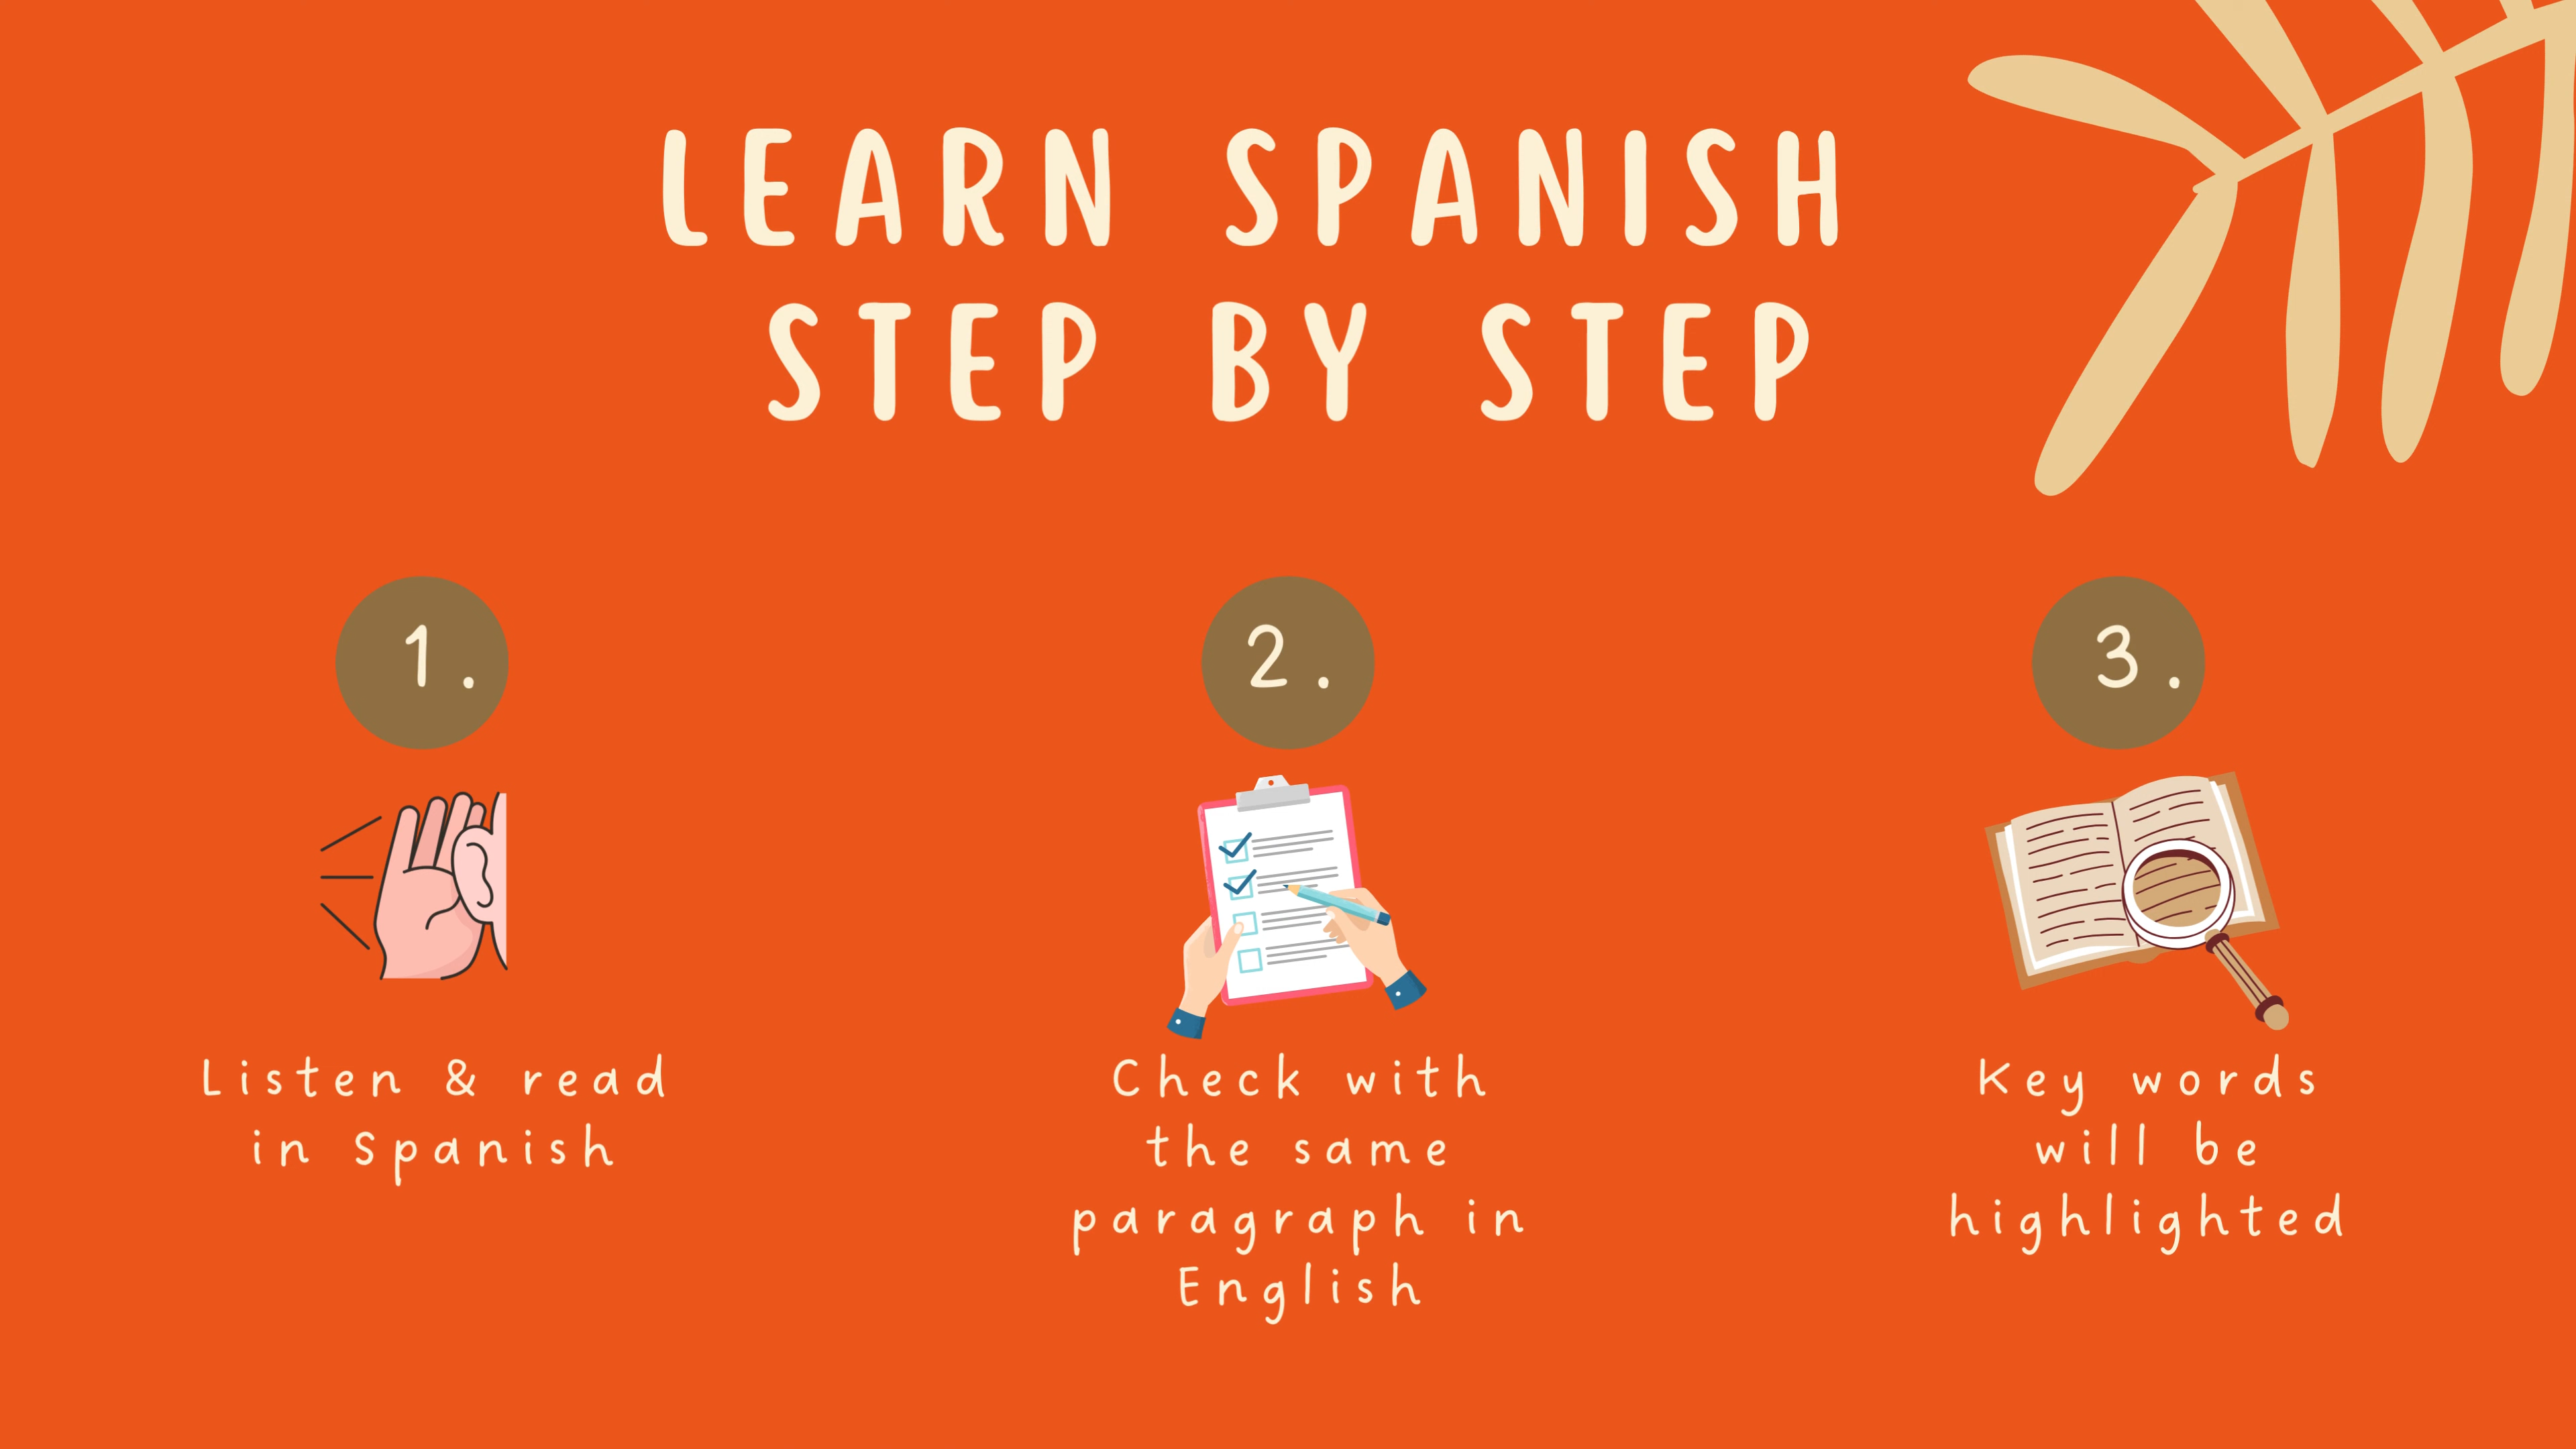 LEARN SPANISH
STEP BY STEP
1.
Listen & read
in Spanish
2.
Check with
the same
paragraph in
English
3.
Key words
will be
highlighted